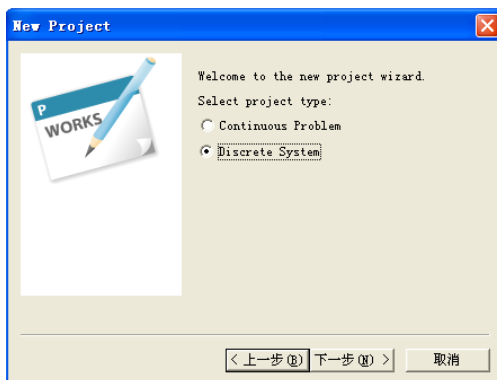 New Project
P
WORKS
Welcome to the new project wizard.
Select project type:
Continuous Problem
Discrete System
< 上一步(B) 下一步(N) > 取消